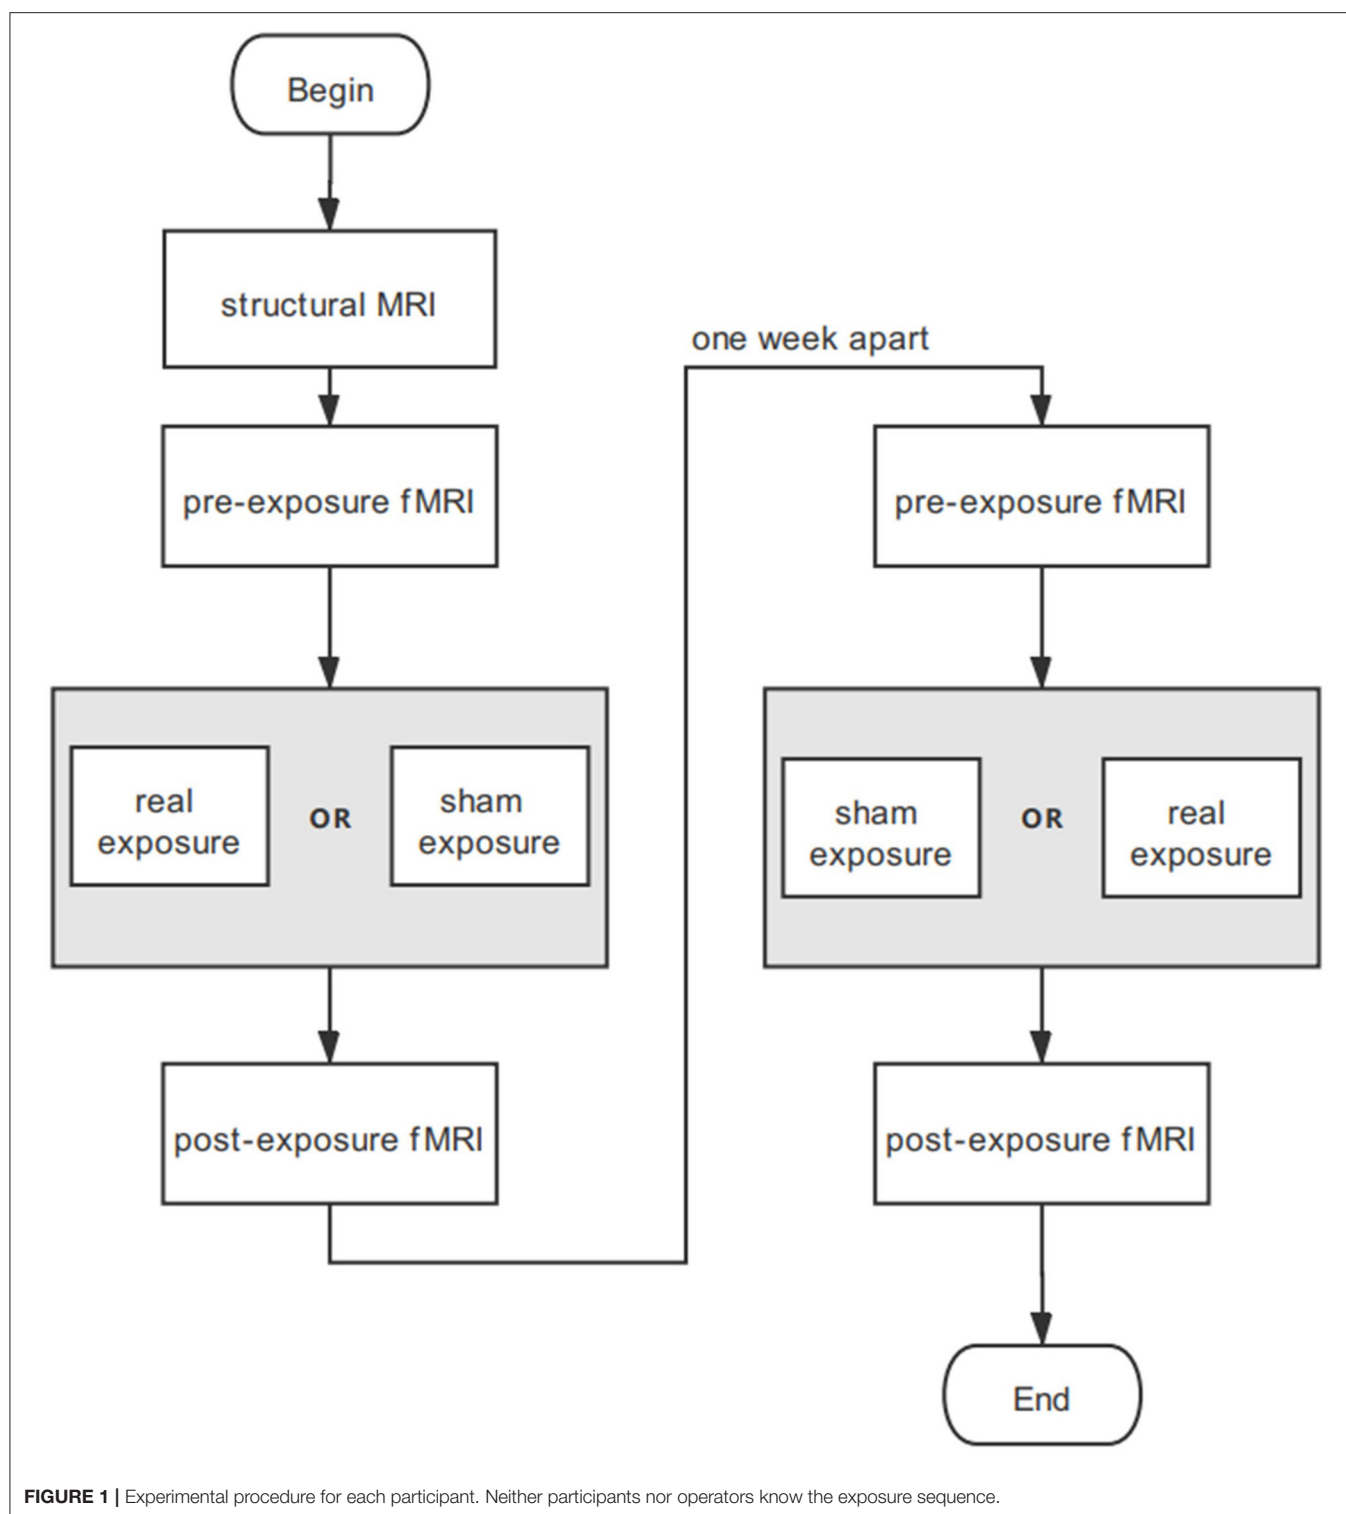 Begin
structural MRI
pre-exposure fMRI
real
exposure
OR
sham
exposure
post-exposure fMRI
one week apart
pre-exposure fMRI
sham
exposure
OR
real
exposure
post-exposure fMRI
End
FIGURE 1 | Experimental procedure for each participant. Neither participants nor operators know the exposure sequence.